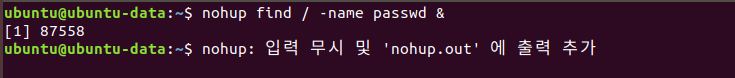 ubuntu@ubuntu-data:~$ nohup find / -name passwd &
[1] 87558
ubuntu@ubuntu-data:~$ nohup: 입력 무시 및 'nohup.out' 에 출력 추가